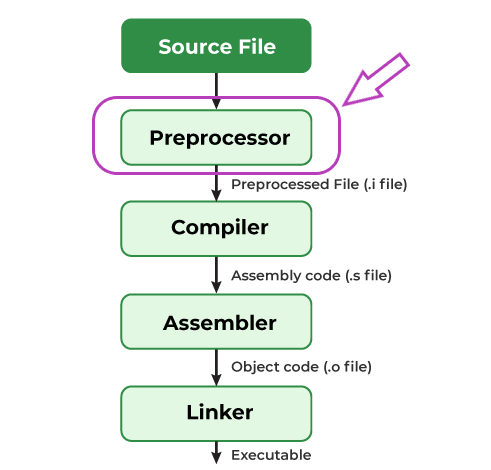 Source File
Preprocessor
Preprocessed File (.i file)
Compiler
Assembly code (.s file)
Assembler
Object code (.o file)
Linker
Executable